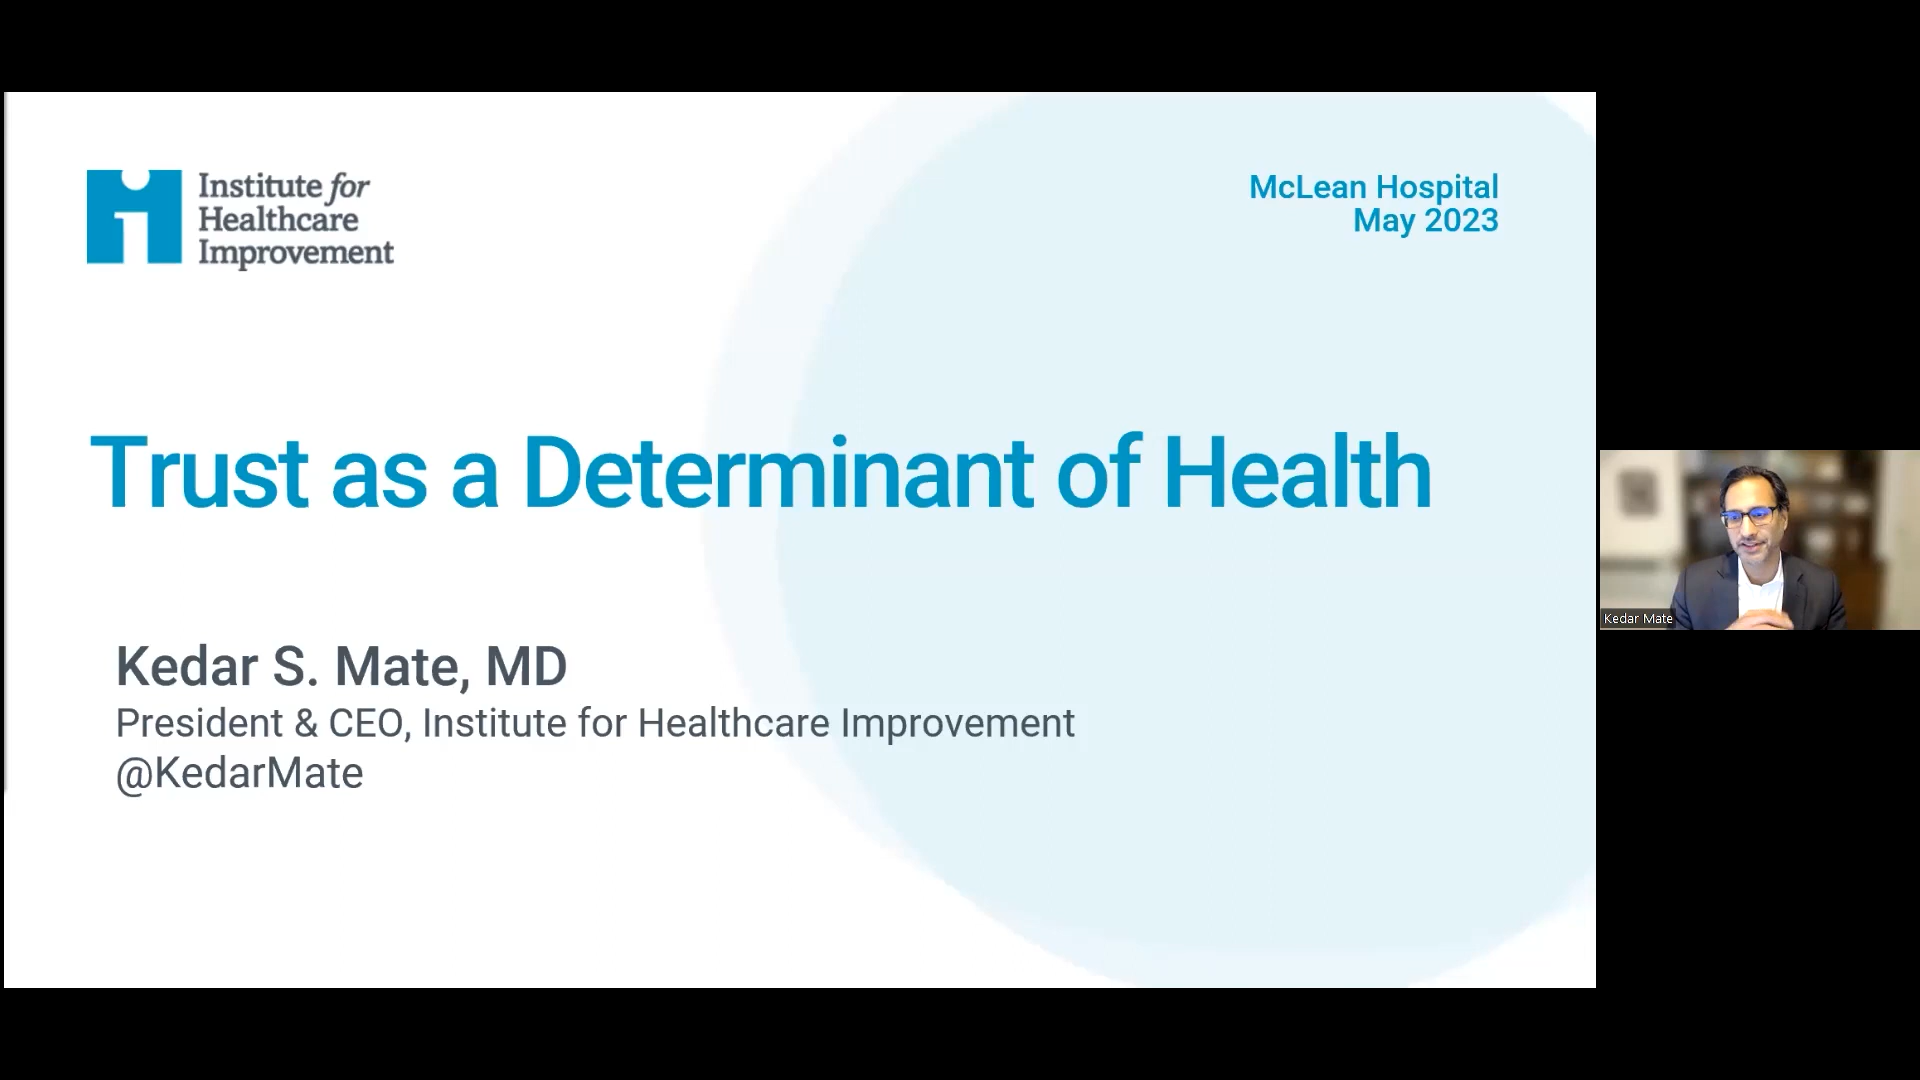 Institute for
Healthcare
Improvement
McLean Hospital
May 2023
Trust as a Determinant of Health
Kedar S. Mate, MD
President & CEO, Institute for Healthcare Improvement
@KedarMate
Kedar Mate